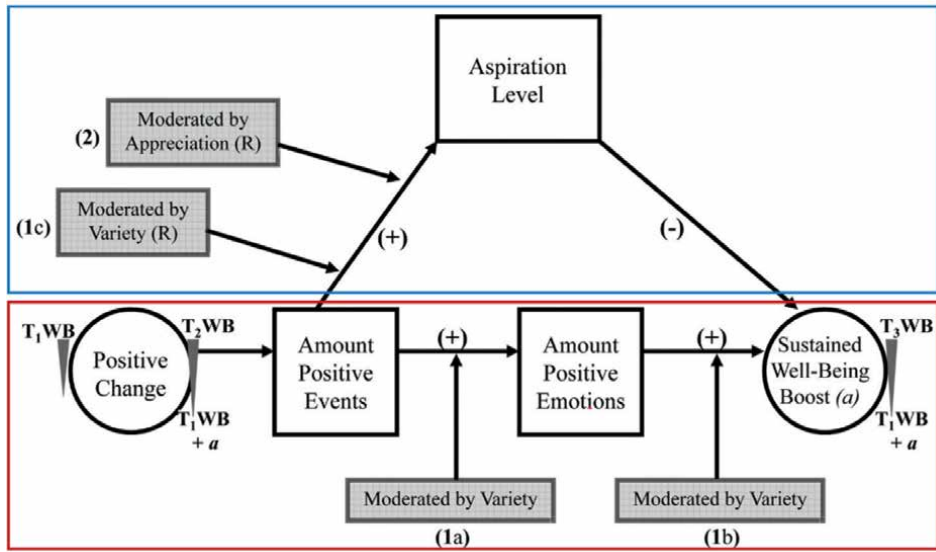 Aspiration
Level
(2)
Moderated by
Appreciation (R)
(1c)
Moderated by
Variety (R)
(+)
(-)
T1WB
Positive
Change
T2WB
T1WB
+ a
Amount
Positive
Events
(+)
Amount
Positive
Emotions
(+)
Sustained
Well-Being
Boost (a)
T3WB
T1WB
+ a
Moderated by Variety
(1a)
Moderated by Variety
(1b)